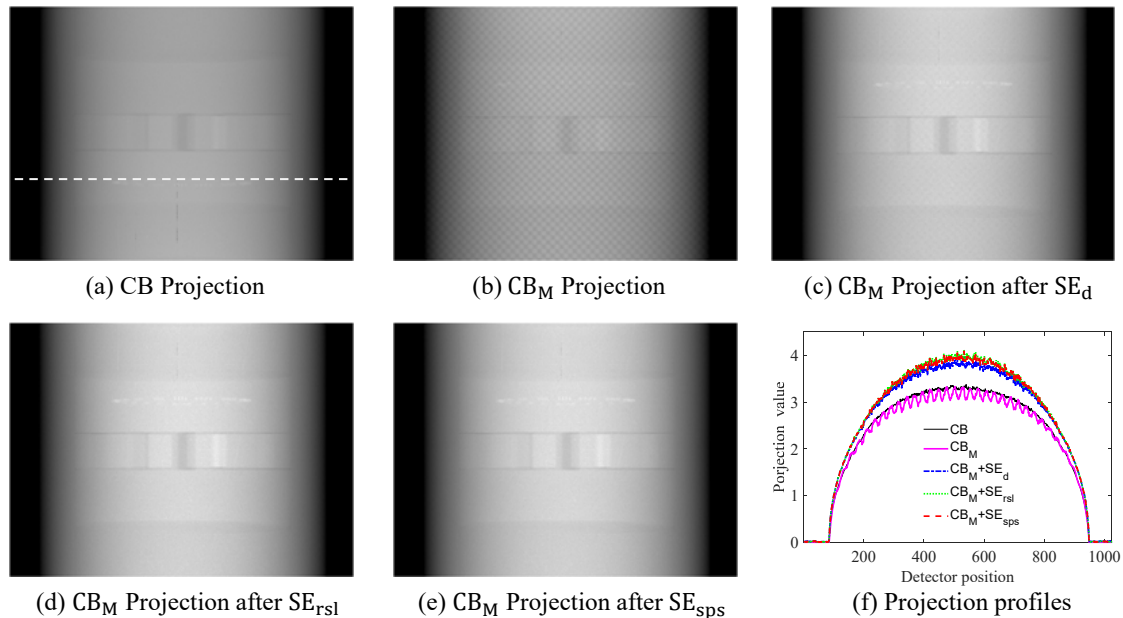 (a) CB Projection
(b) CB_M Projection
(c) CB_M Projection after SE_d
4
3
2
1
0
Porjection value
CB
CB_M
CB_M+SE_d
CB_M+SE_rsl
CB_M+SE_sps
200 400 600 800 1000
Detector position
(d) CB_M Projection after SE_rsl
(e) CB_M Projection after SE_sps
(f) Projection profiles